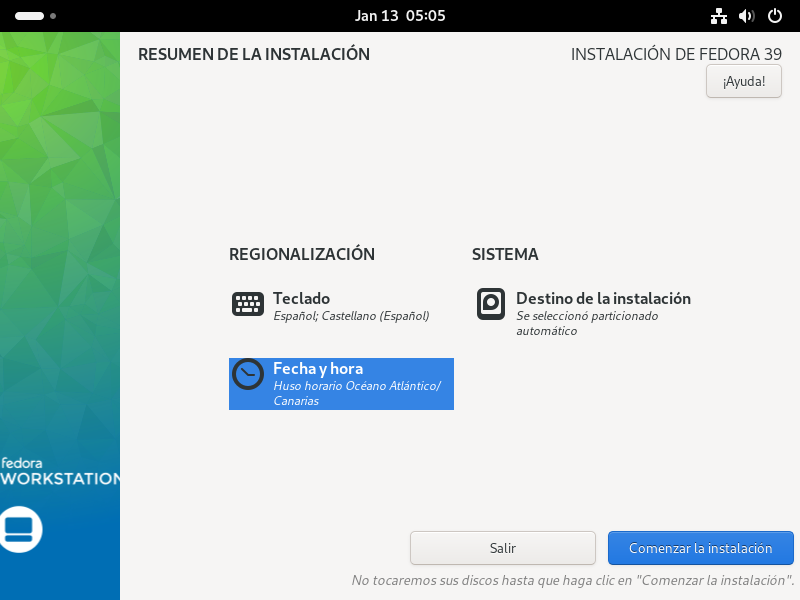 Jan 13 05:05
RESUMEN DE LA INSTALACIÓN
INSTALACIÓN DE FEDORA 39
¡Ayuda!
REGIONALIZACIÓN
Teclado
Español; Castellano (Español)
Fecha y hora
Huso horario Océano Atlántico/
Canarias
SISTEMA
Destino de la instalación
Se seleccionó particionado
automático
fedora
WORKSTATION
Salir
Comenzar la instalación
No tocaremos sus discos hasta que haga clic en "Comenzar la instalación".